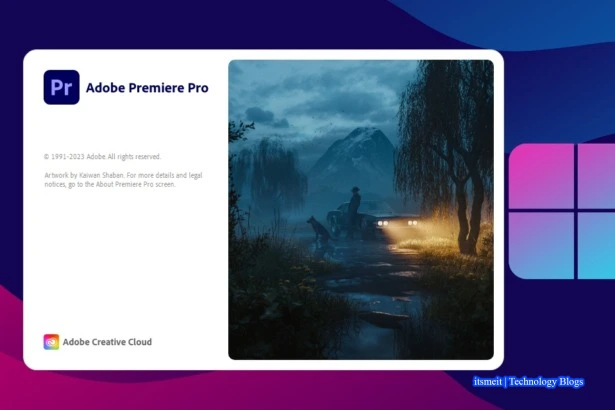 Pr
Adobe Premiere Pro
© 1991-2023 Adobe. All rights reserved.
Artwork by Kaiwan Shaban. For more details and legal
notices, go to the About Premiere Pro screen.
Adobe Creative Cloud
itsmeit | Technology Blogs